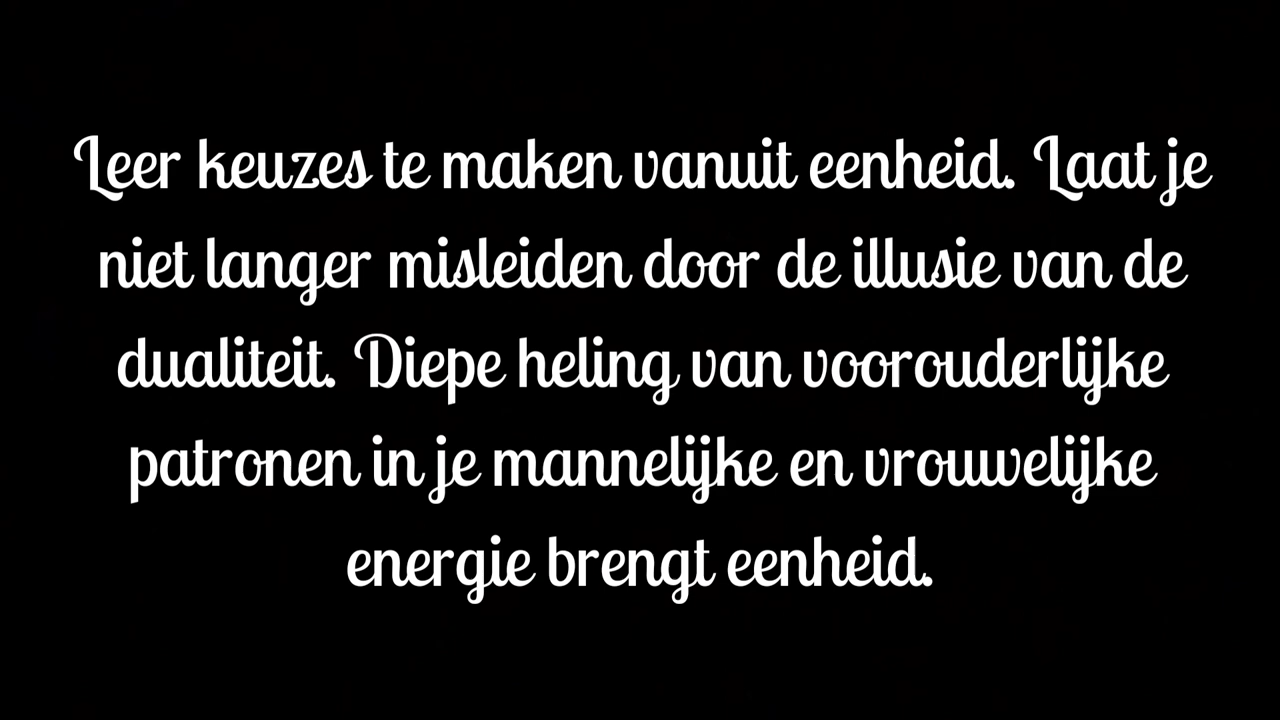 Leer keuzes te maken vanuit eenheid. Laat je
niet langer misleiden door de illusie van de
dualiteit. Diepe heling van voorouderlijke
patronen in je mannelijke en vrouwelijke
energie brengt eenheid.